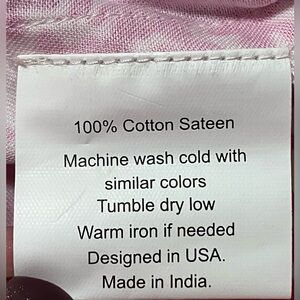 100% Cotton Sateen
Machine wash cold with
similar colors
Tumble dry low
Warm iron if needed
Designed in USA.
Made in India.